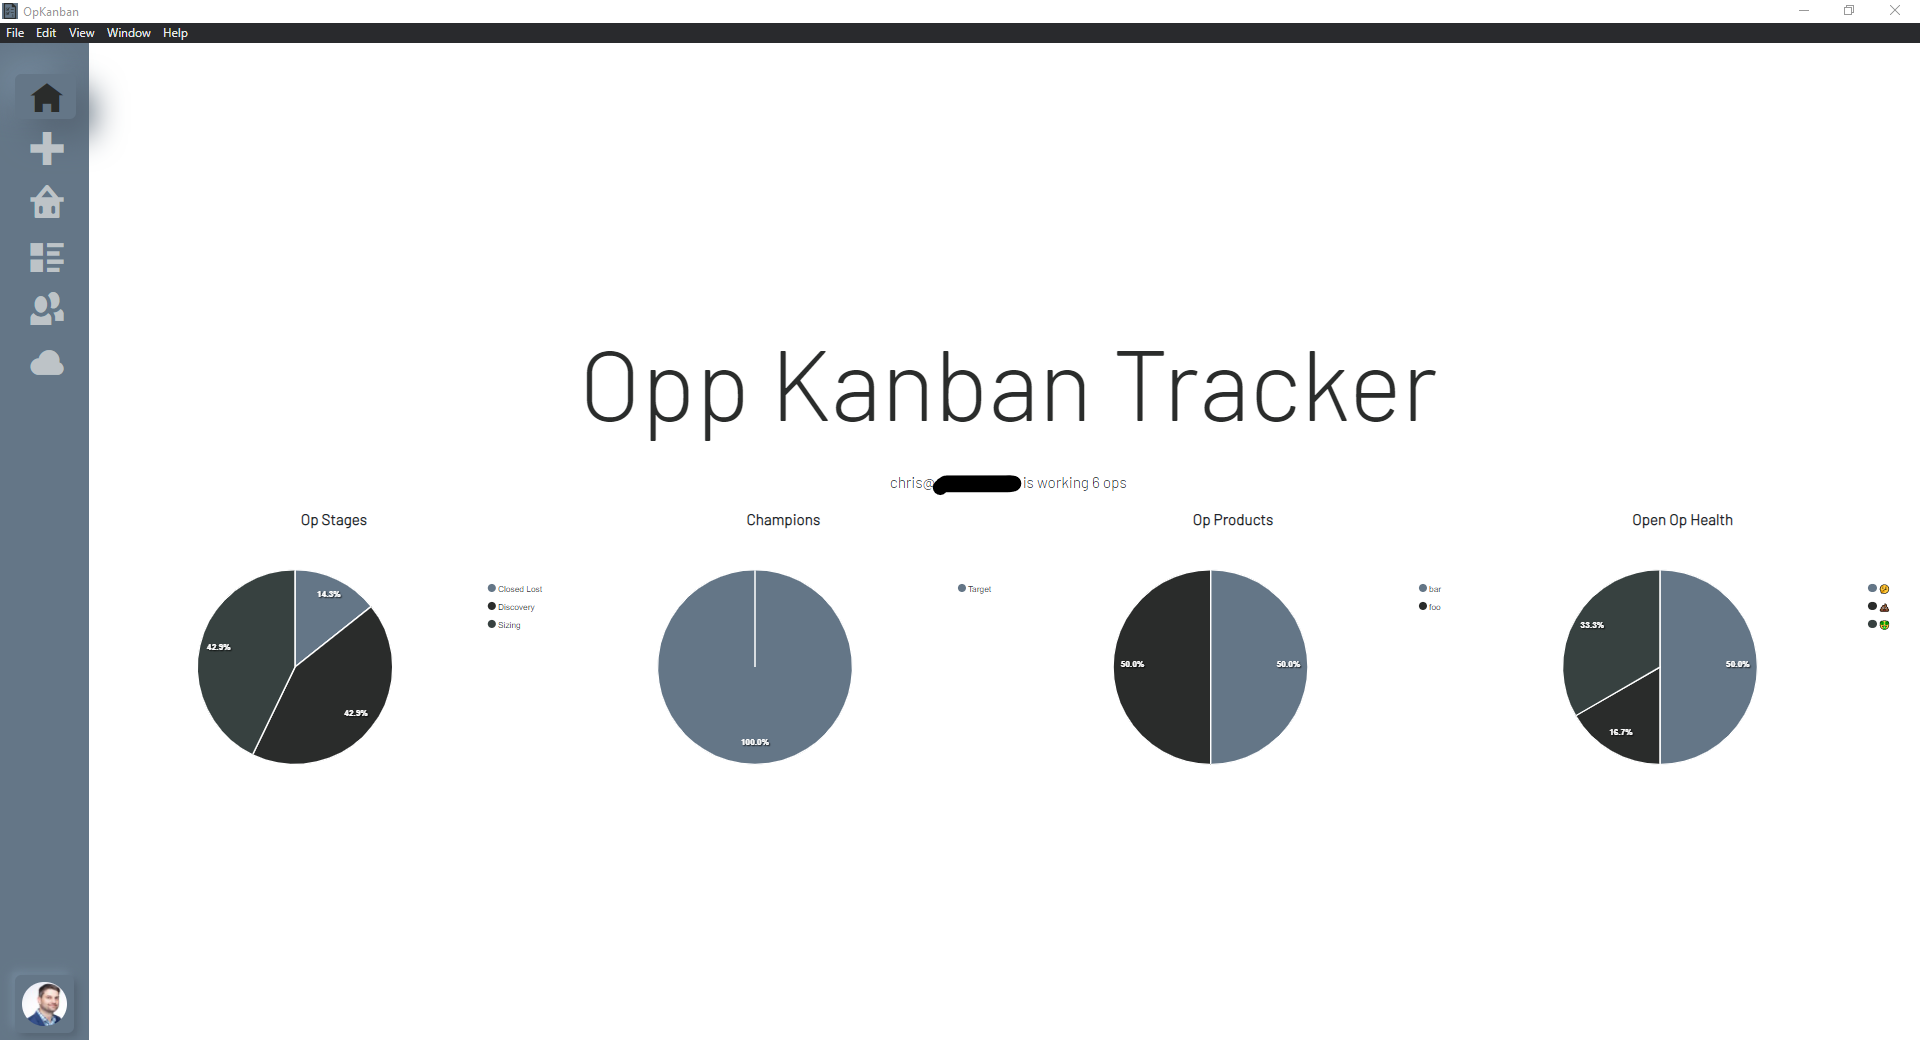 OpKanban
File Edit View Window Help
Opp Kanban Tracker
chris@ is working 6 ops
Op Stages
Champions
Op Products
Open Op Health
14.3%
42.9%
42.9%
Closed Lost
Discovery
Sizing
100.0%
Target
50.0%
50.0%
bar
foo
33.3%
50.0%
16.7%